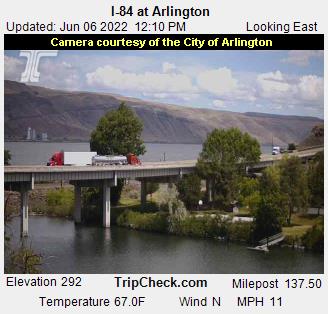 I-84 at Arlington
Updated: Jun 06 2022 12:10 PM Looking East
Camera courtesy of the City of Arlington
Elevation 292 TripCheck.com Milepost 137.50
Temperature 67.0F Wind N MPH 11